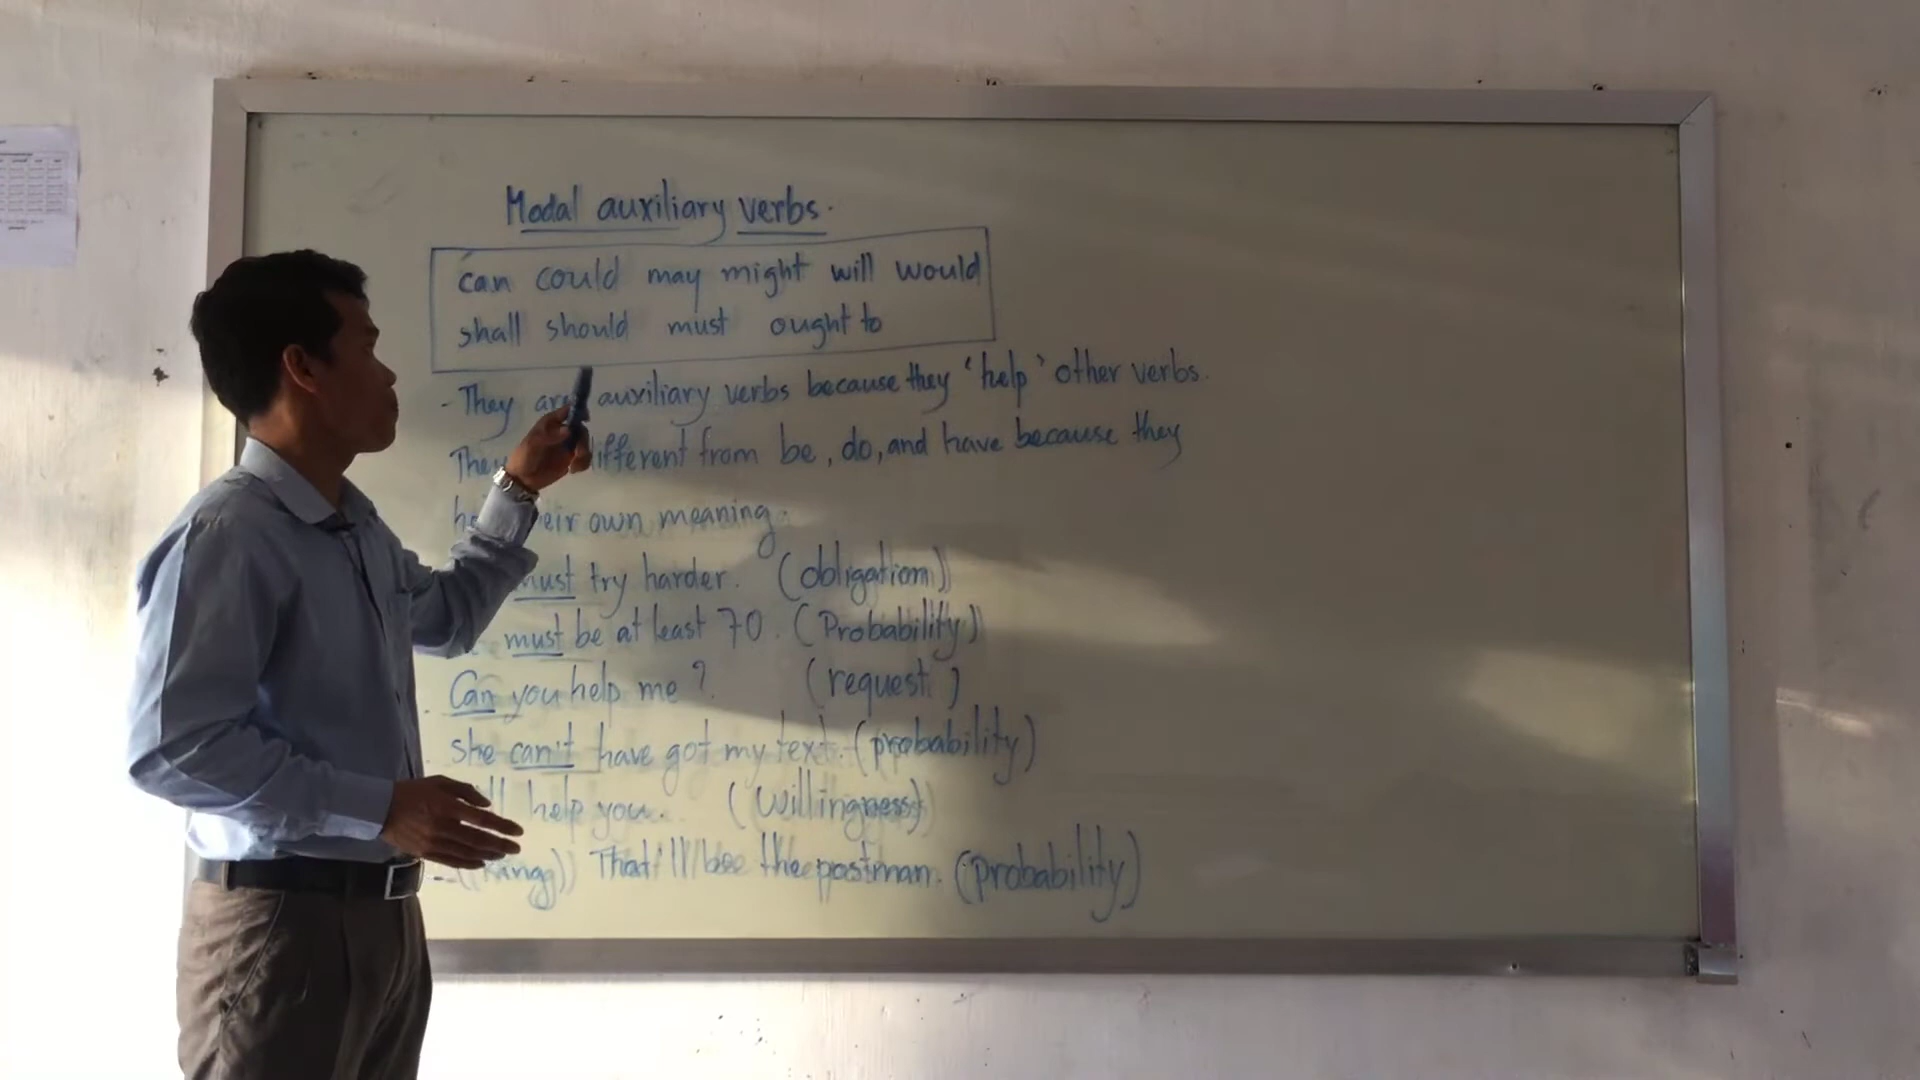 Modal auxiliary verbs.
can could may might will would
shall should must ought to
- They are auxiliary verbs because they 'help' other verbs.
They different from be, do, and have because they
own meaning.
must try harder. (obligation)
must be at least 70. (Probability)
Can you help me? (request)
she can't have got my text. (probability)
help you. (willingness)
That'll be the postman. (probability)